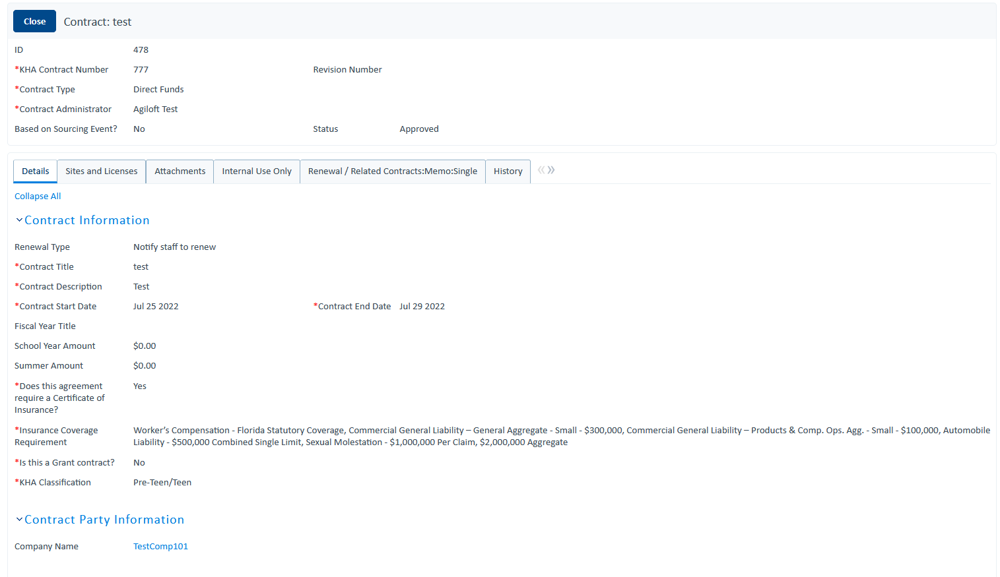 Close Contract: test
ID 478
*KHA Contract Number 777 Revision Number
*Contract Type Direct Funds
*Contract Administrator Agiloft Test
Based on Sourcing Event? No Status Approved
Details Sites and Licenses Attachments Internal Use Only Renewal / Related Contracts:Memo:Single History
Collapse All
Contract Information
Renewal Type Notify staff to renew
*Contract Title test
*Contract Description Test
*Contract Start Date Jul 25 2022 *Contract End Date Jul 29 2022
Fiscal Year Title
School Year Amount $0.00
Summer Amount $0.00
*Does this agreement Yes
require a Certificate of
Insurance?
*Insurance Coverage Worker’s Compensation - Florida Statutory Coverage, Commercial General Liability – General Aggregate - Small - $300,000, Commercial General Liability – Products & Comp. Ops. Agg. - Small - $100,000, Automobile
Requirement Liability - $500,000 Combined Single Limit, Sexual Molestation - $1,000,000 Per Claim, $2,000,000 Aggregate
*Is this a Grant contract? No
*KHA Classification Pre-Teen/Teen
Contract Party Information
Company Name TestComp101